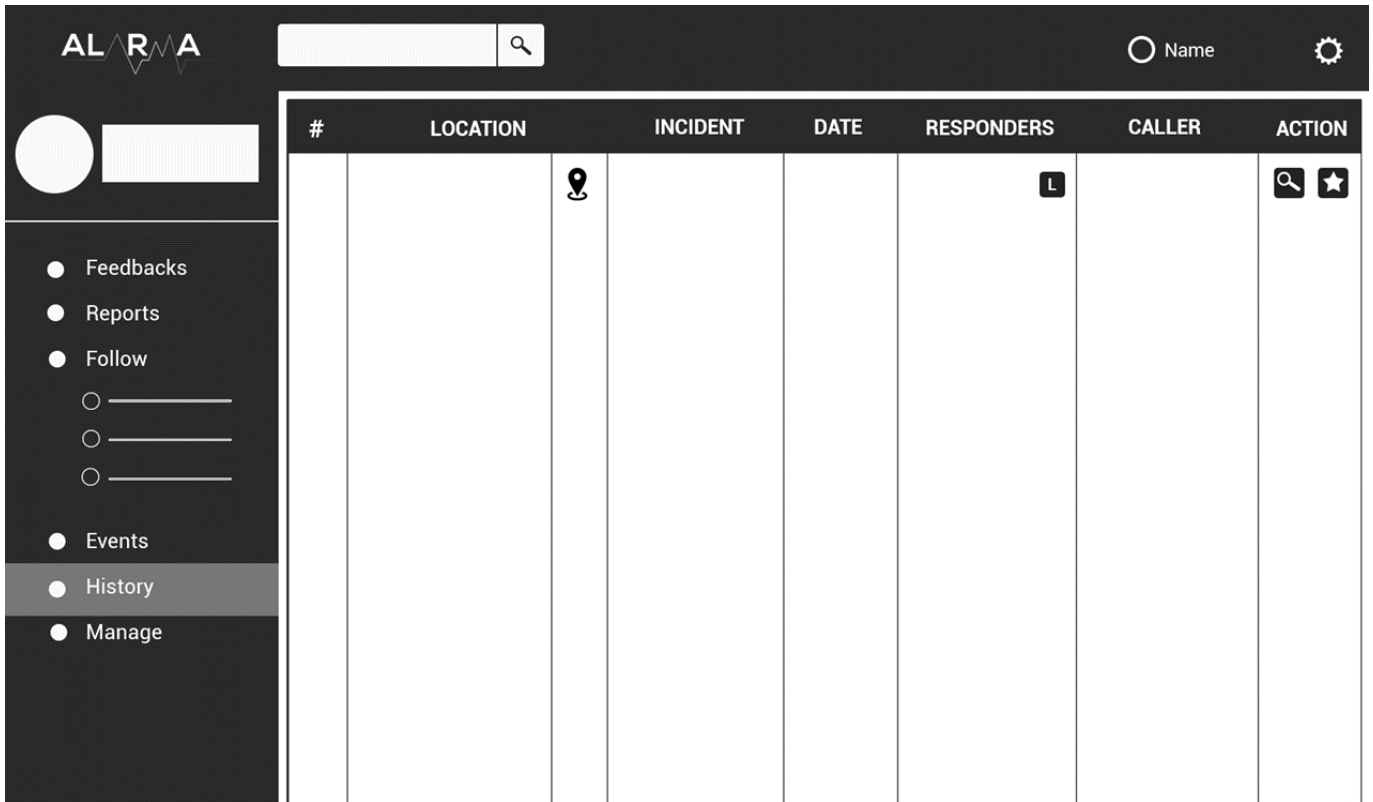 ALARMA
Name
# LOCATION INCIDENT DATE RESPONDERS CALLER ACTION
L
Feedbacks
Reports
Follow
Events
History
Manage